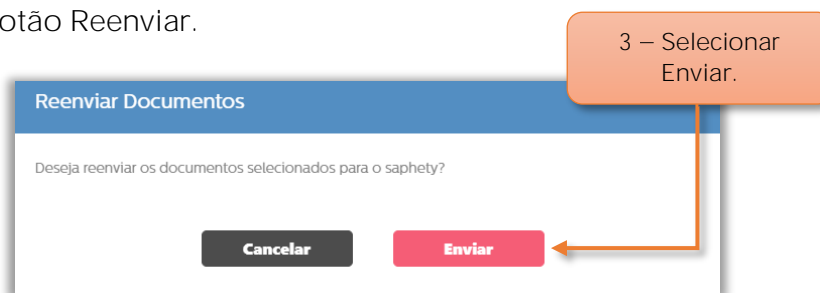 otão Reenviar.
3 – Selecionar
Enviar.
Reenviar Documentos
Deseja reenviar os documentos selecionados para o saphety?
Cancelar
Enviar